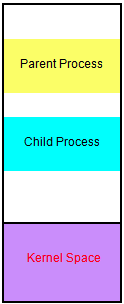 Parent Process
Child Process
Kernel Space